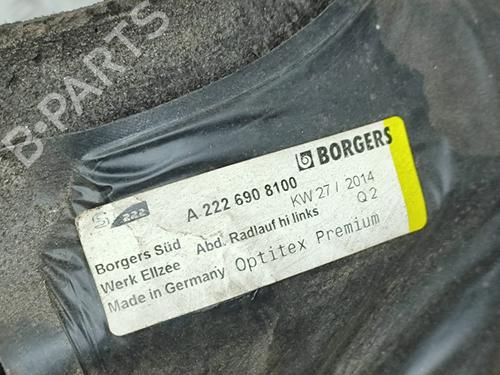 B-PARTS
BORGERS
222
A 222 690 8100
KW 27 / 2014
Q 2
Borgers Süd
Werk Ellzee
Made in Germany
Abd. Radlauf hi links
Optitex Premium